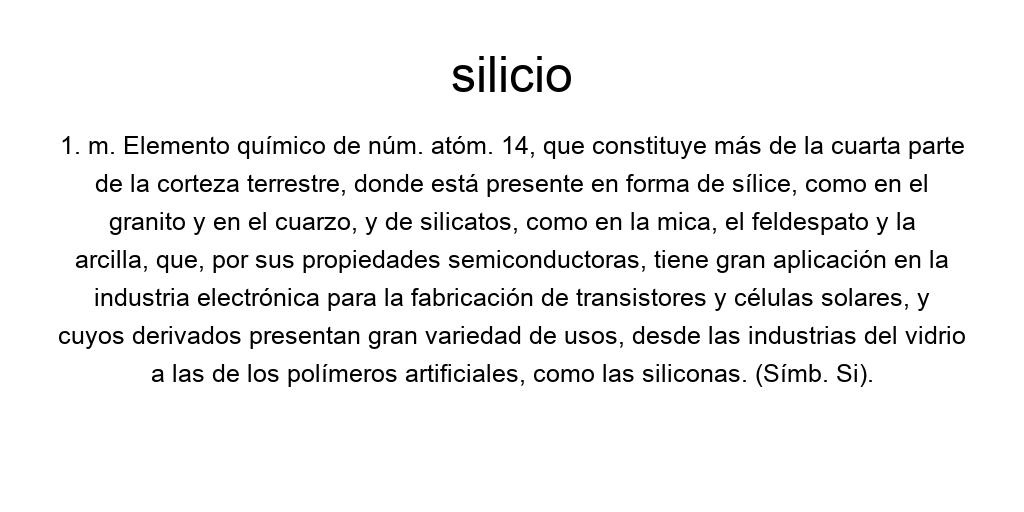 silicio
1. m. Elemento químico de núm. atóm. 14, que constituye más de la cuarta parte
de la corteza terrestre, donde está presente en forma de sílice, como en el
granito y en el cuarzo, y de silicatos, como en la mica, el feldespato y la
arcilla, que, por sus propiedades semiconductoras, tiene gran aplicación en la
industria electrónica para la fabricación de transistores y células solares, y
cuyos derivados presentan gran variedad de usos, desde las industrias del vidrio
a las de los polímeros artificiales, como las siliconas. (Símb. Si).